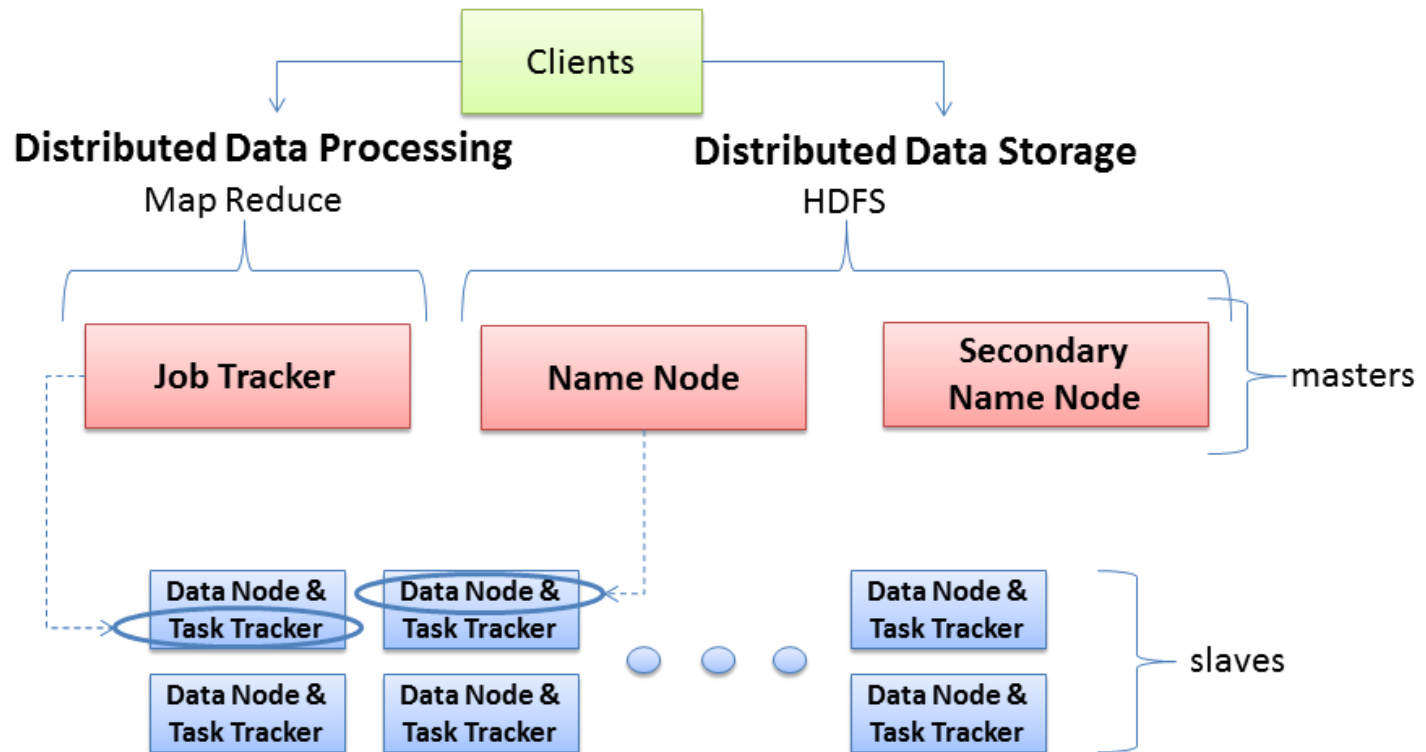 Clients
Distributed Data Processing
Map Reduce
Distributed Data Storage
HDFS
Job Tracker
Name Node
Secondary
Name Node
masters
Data Node &
Task Tracker
Data Node &
Task Tracker
Data Node &
Task Tracker
Data Node &
Task Tracker
Data Node &
Task Tracker
Data Node &
Task Tracker
slaves